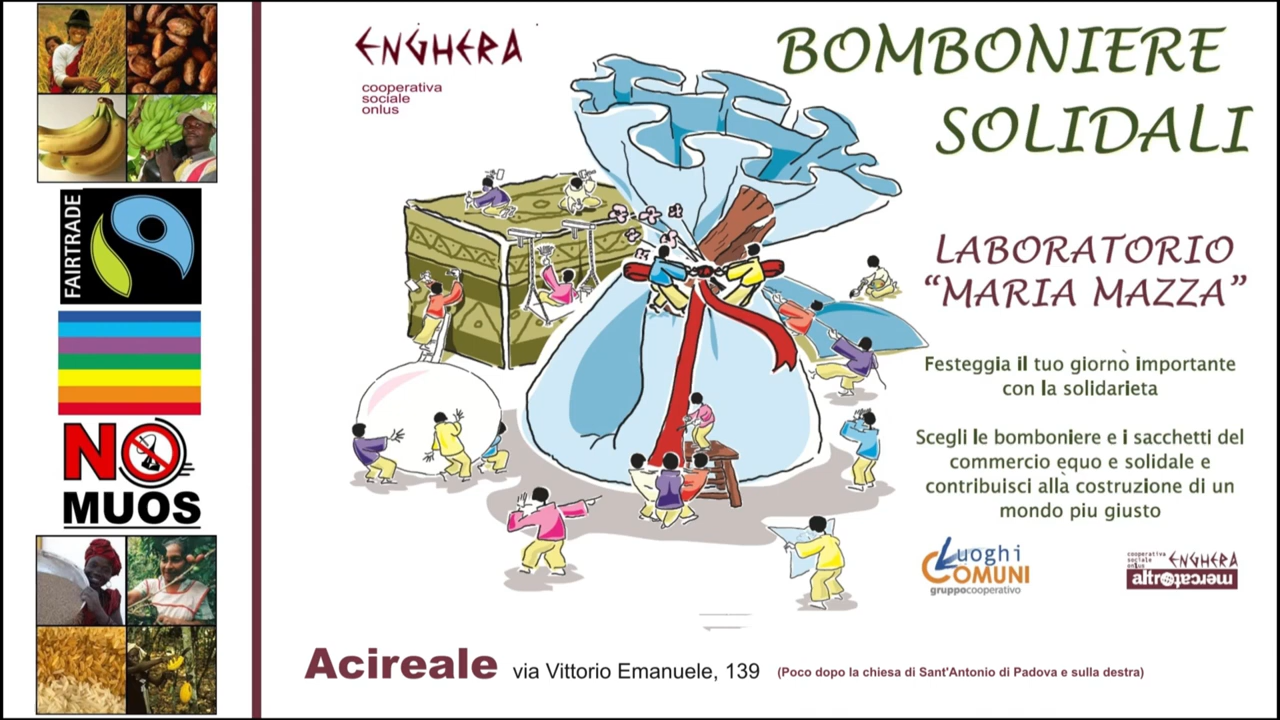 FAIRTRADE
NO
MUOS
ENGHERA
cooperativa
sociale
onlus
BOMBONIERE
SOLIDALI
LABORATORIO
“MARIA MAZZA”
Festeggia il tuo giorno importante
con la solidarieta
Scegli le bomboniere e i sacchetti del
commercio equo e solidale e
contribuisci alla costruzione di un
mondo piu giusto
Luoghi
COMUNI
gruppocooperativo
cooperativa
sociale
onlus
ENGHERA
altromercato
Acireale via Vittorio Emanuele, 139 (Poco dopo la chiesa di Sant'Antonio di Padova e sulla destra)